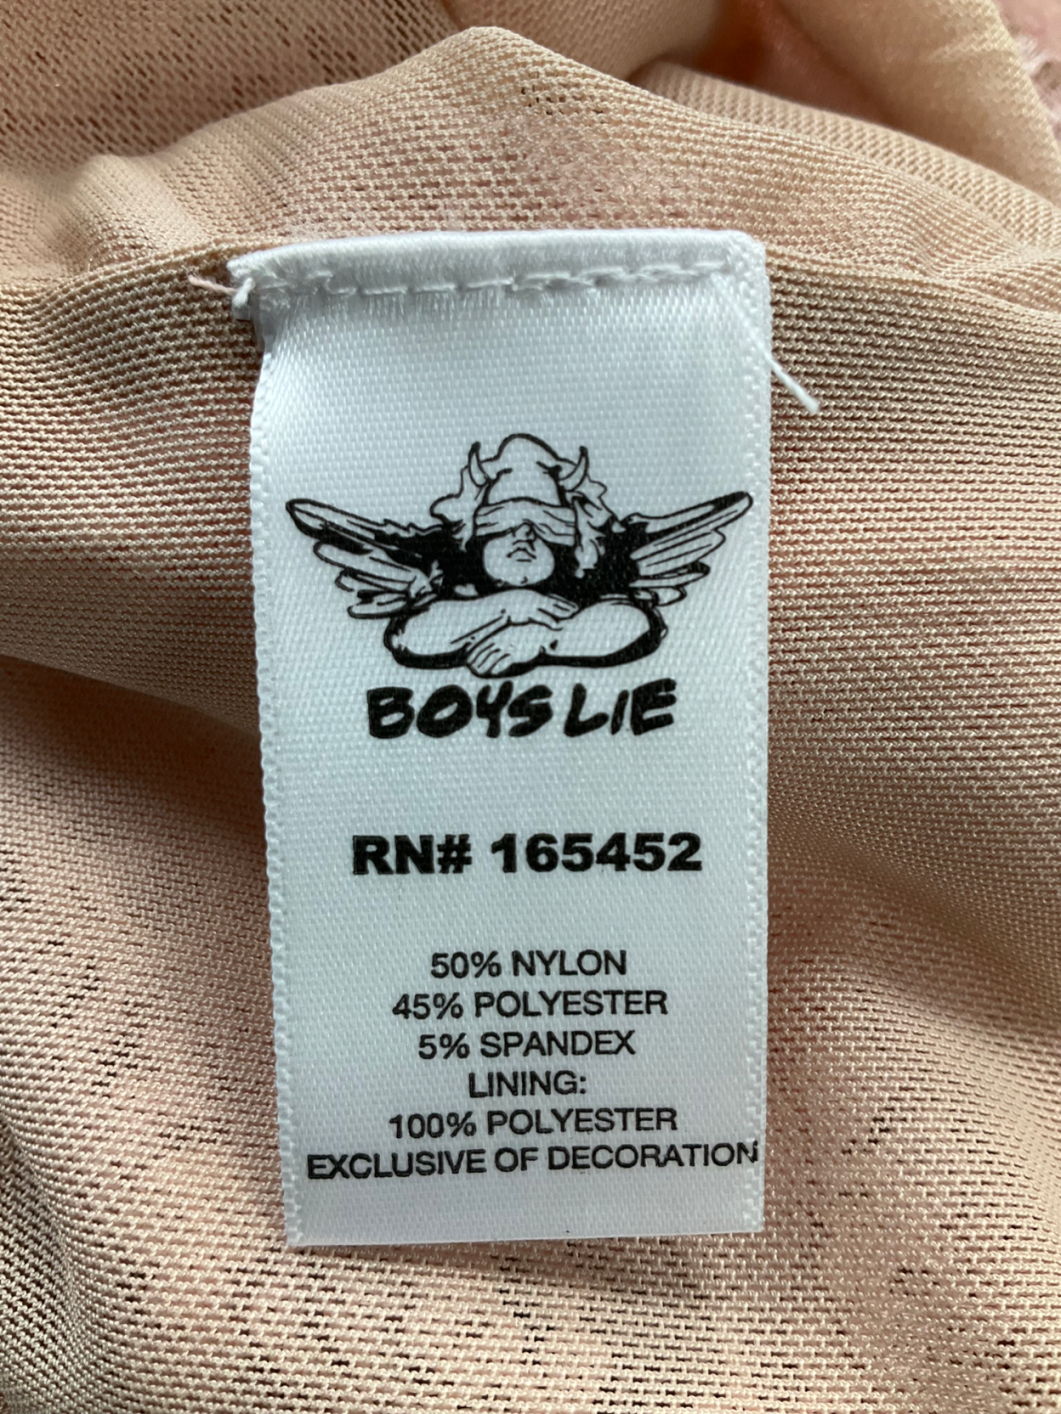 BOYS LIE
RN# 165452
50% NYLON
45% POLYESTER
5% SPANDEX
LINING:
100% POLYESTER
EXCLUSIVE OF DECORATION